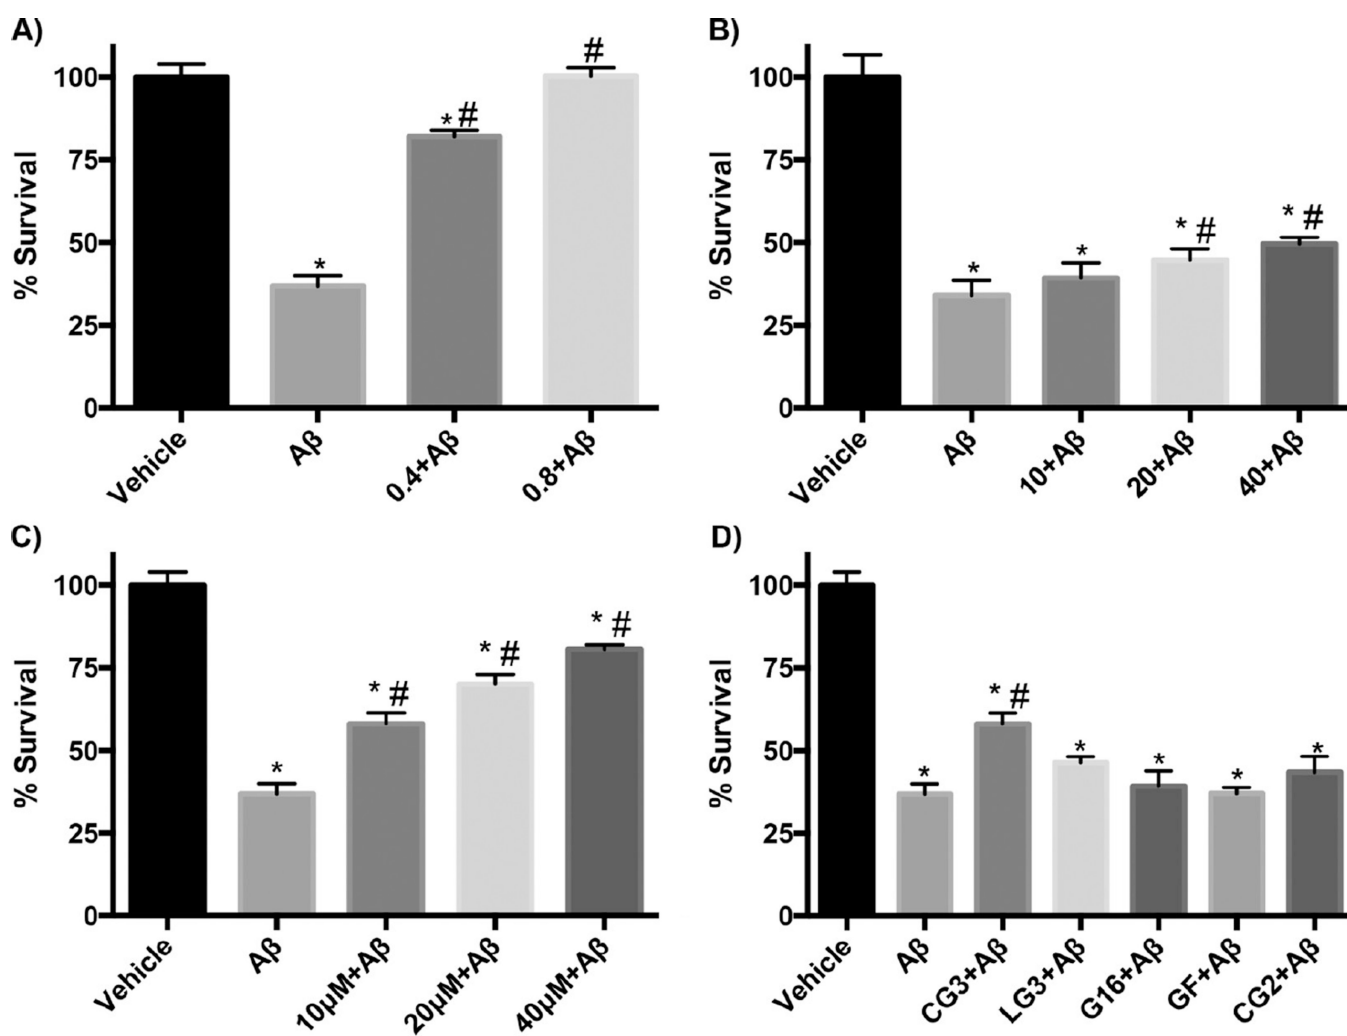 A)
% Survival
100
75
50
25
0
*
* #
#
Vehicle
Aβ
0.4+Aβ
0.8+Aβ
B)
% Survival
100
75
50
25
0
*
*
* #
* #
Vehicle
Aβ
10+Aβ
20+Aβ
40+Aβ
C)
% Survival
100
75
50
25
0
*
* #
* #
* #
Vehicle
Aβ
10µM+Aβ
20µM+Aβ
40µM+Aβ
D)
% Survival
100
75
50
25
0
*
* #
*
*
*
*
Vehicle
Aβ
CG3+Aβ
LG3+Aβ
G16+Aβ
GF+Aβ
CG2+Aβ